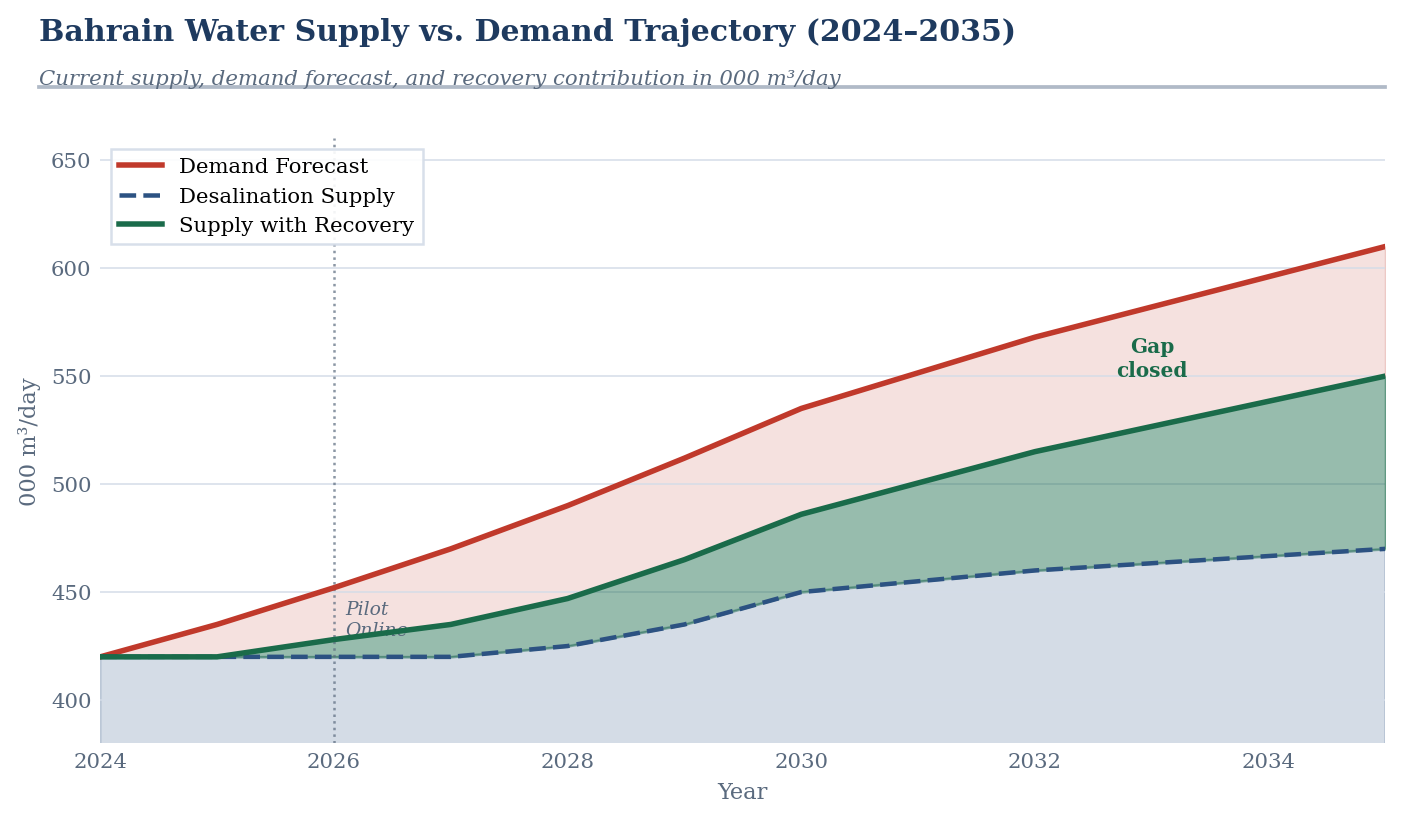 Bahrain Water Supply vs. Demand Trajectory (2024–2035)
Current supply, demand forecast, and recovery contribution in 000 m³/day
650
600
550
500
450
400
000 m³/day
Demand Forecast
Desalination Supply
Supply with Recovery
Gap
closed
Pilot
Online
2024
2026
2028
2030
2032
2034
Year